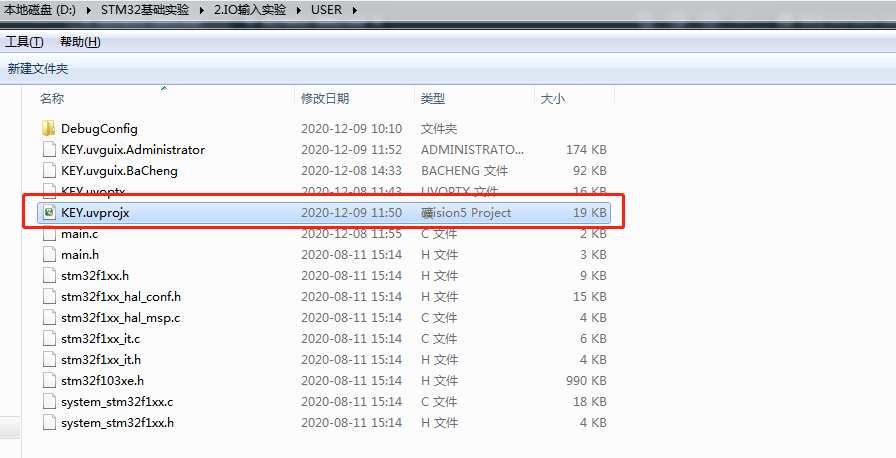 本地磁盘 (D:) ▸ STM32基础实验 ▸ 2.IO输入实验 ▸ USER ▸
工具(T) 帮助(H)
新建文件夹
名称 修改日期 类型 大小
DebugConfig 2020-12-09 10:10 文件夹
KEY.uvguix.Administrator 2020-12-09 11:52 ADMINISTRATO... 174 KB
KEY.uvguix.BaCheng 2020-12-08 14:33 BACHENG 文件 92 KB
KEY.uvoptx 2020-12-08 11:43 UVOPTX 文件 16 KB
KEY.uvprojx 2020-12-09 11:50 礦ision5 Project 19 KB
main.c 2020-12-08 11:55 C 文件 2 KB
main.h 2020-08-11 15:14 H 文件 3 KB
stm32f1xx.h 2020-08-11 15:14 H 文件 9 KB
stm32f1xx_hal_conf.h 2020-08-11 15:14 H 文件 15 KB
stm32f1xx_hal_msp.c 2020-08-11 15:14 C 文件 4 KB
stm32f1xx_it.c 2020-08-11 15:14 C 文件 6 KB
stm32f1xx_it.h 2020-08-11 15:14 H 文件 4 KB
stm32f103xe.h 2020-08-11 15:14 H 文件 990 KB
system_stm32f1xx.c 2020-08-11 15:14 C 文件 18 KB
system_stm32f1xx.h 2020-08-11 15:14 H 文件 4 KB